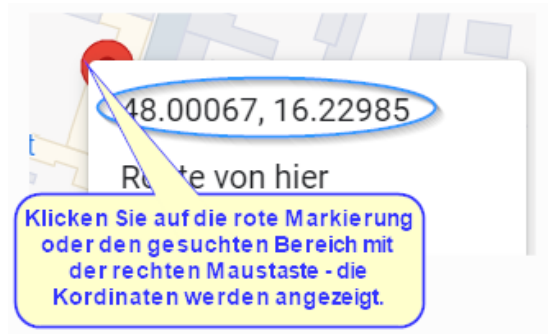 48.00067, 16.22985
t
Route von hier
Klicken Sie auf die rote Markierung
oder den gesuchten Bereich mit
der rechten Maustaste - die
Kordinaten werden angezeigt.